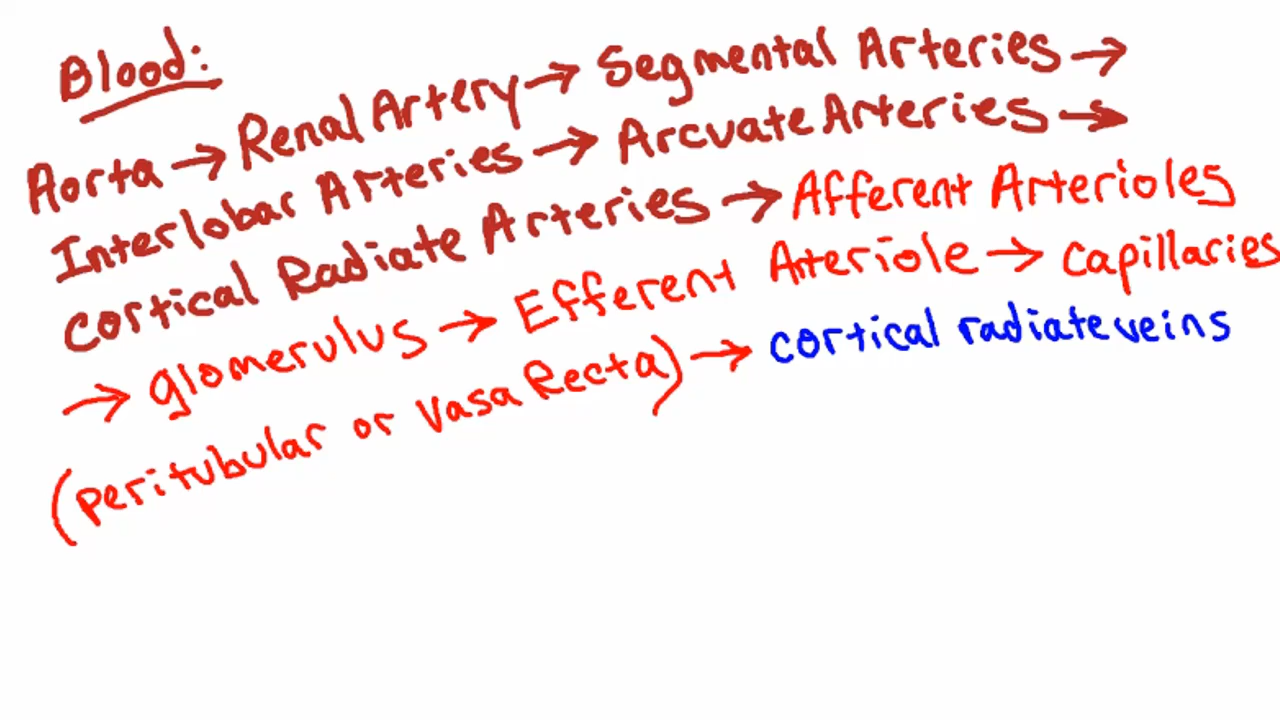 Blood:
Aorta → Renal Artery → Segmental Arteries →
Interlobar Arteries → Arcuate Arteries →
cortical Radiate Arteries → Afferent Arterioles
→ glomerulus → Efferent Arteriole → capillaries
(peritubular or vasa Recta) → cortical radiate veins